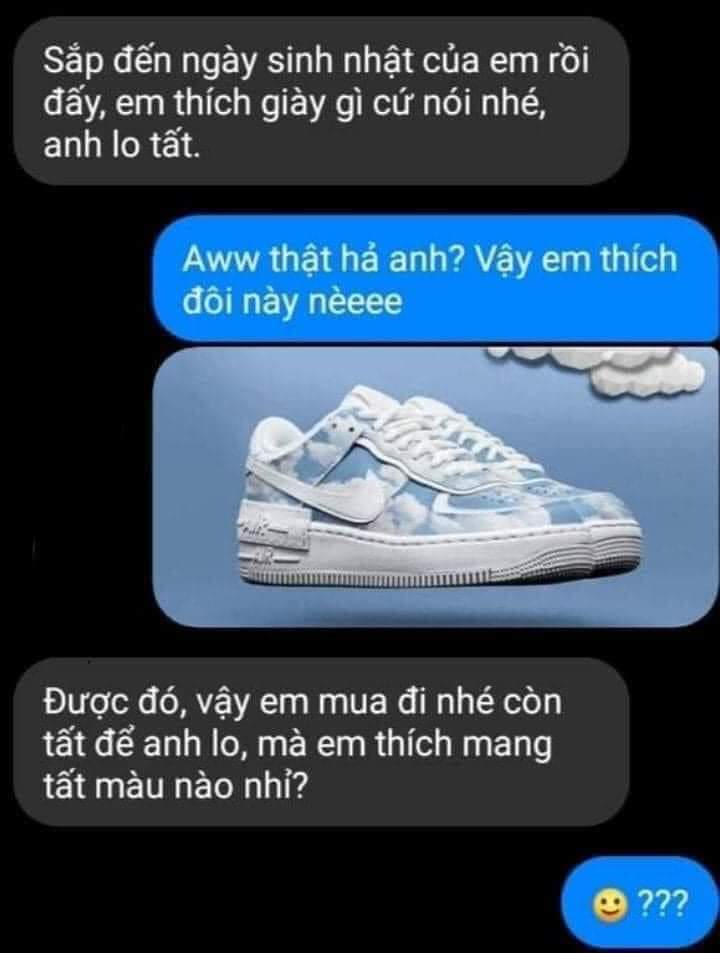 Sắp đến ngày sinh nhật của em rồi
đấy, em thích giày gì cứ nói nhé,
anh lo tất.
Aww thật hả anh? Vậy em thích
đôi này nèeee
AIR
AIR
Được đó, vậy em mua đi nhé còn
tất để anh lo, mà em thích mang
tất màu nào nhỉ?
🙂 ???